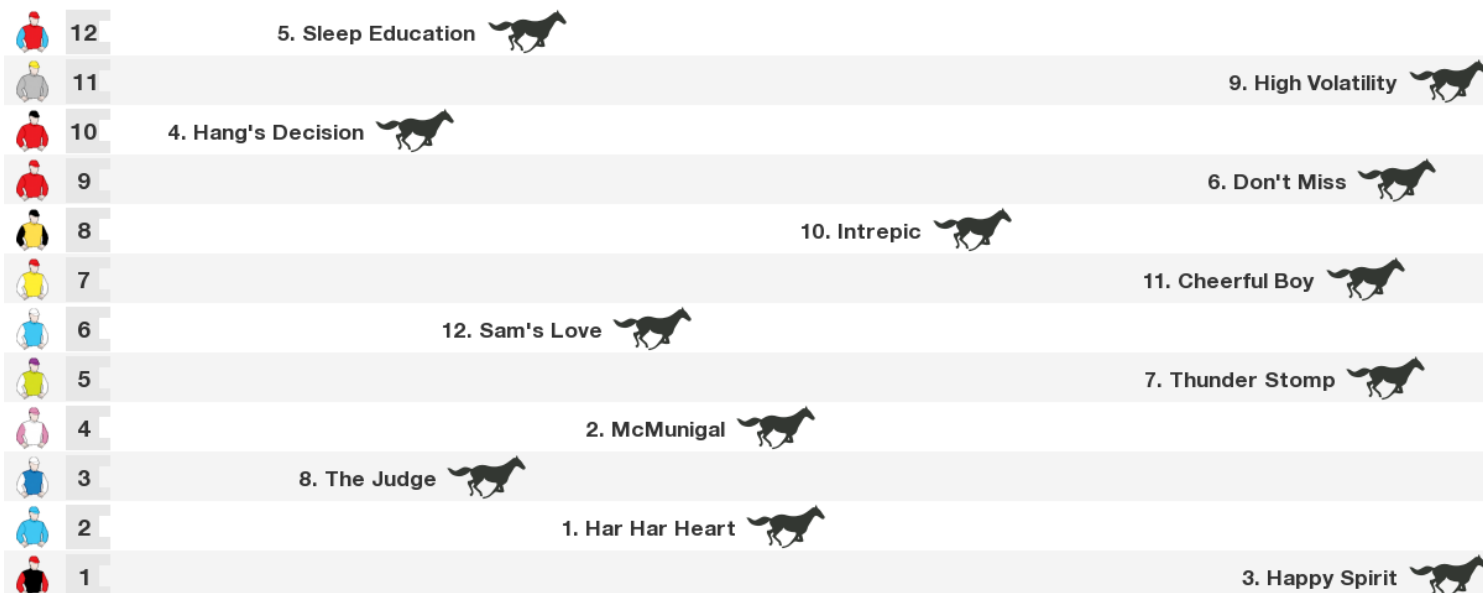 12 5. Sleep Education
11 9. High Volatility
10 4. Hang's Decision
9 6. Don't Miss
8 10. Intrepic
7 11. Cheerful Boy
6 12. Sam's Love
5 7. Thunder Stomp
4 2. McMunigal
3 8. The Judge
2 1. Har Har Heart
1 3. Happy Spirit